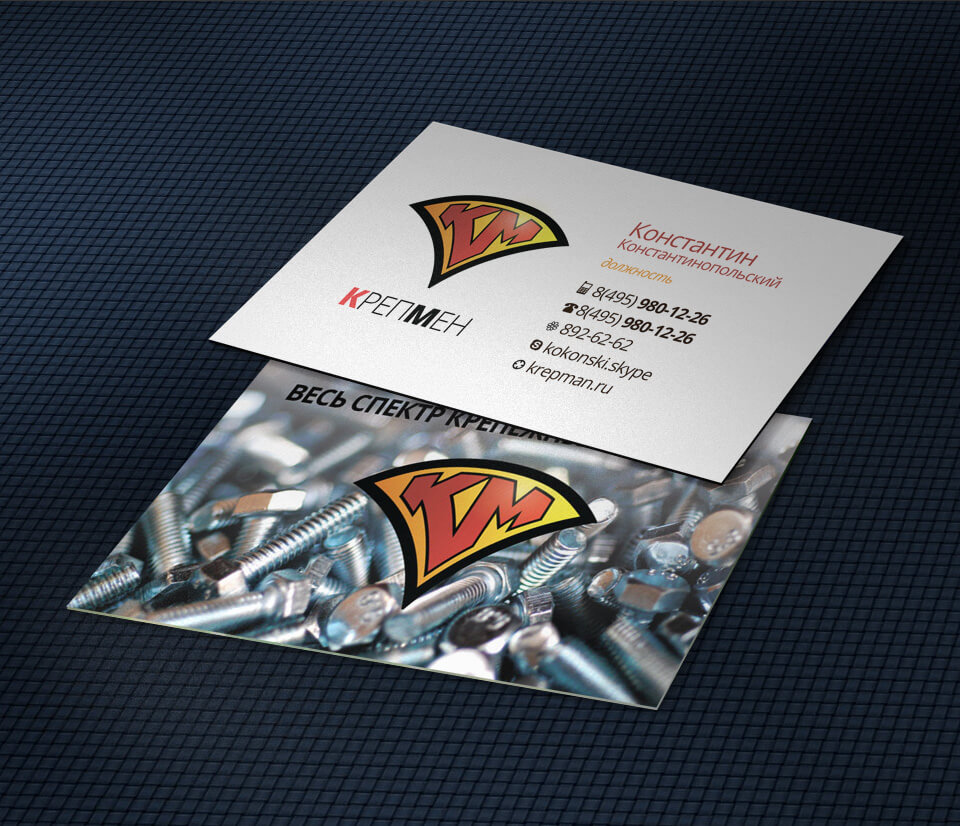 КМ
КРЕПМЕН
Константин
Константинопольский
должность
8(495) 980-12-26
8(495) 980-12-26
892-62-62
kokonski.skype
krepman.ru
ВЕСЬ СПЕКТР
КМ